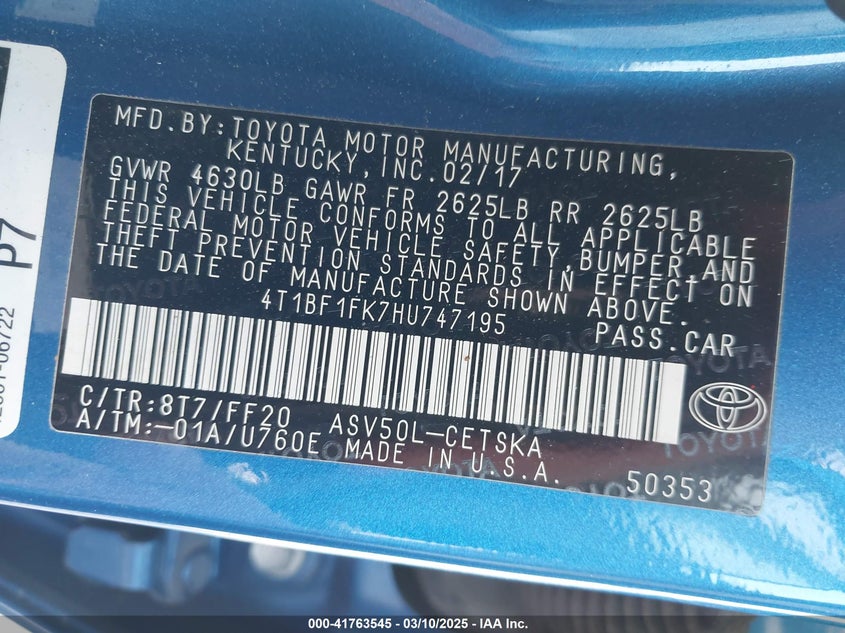 MFD.BY:TOYOTA MOTOR MANUFACTURING,
KENTUCKY,INC.02/17
GVWR 4630LB GAWR FR 2625LB RR 2625LB
THIS VEHICLE CONFORMS TO ALL APPLICABLE
FEDERAL MOTOR VEHICLE SAFETY,BUMPER,AND
THEFT PREVENTION STANDARDS IN EFFECT ON
THE DATE OF MANUFACTURE SHOWN ABOVE.
4T1BF1FK7HU747195 PASS.CAR
C/TR:8T7/FF20 ASV50L-CETSKA
A/TM:-01A/U760E MADE IN U.S.A.
50353
P7
000-41763545 — 03/10/2025 — IAA Inc.